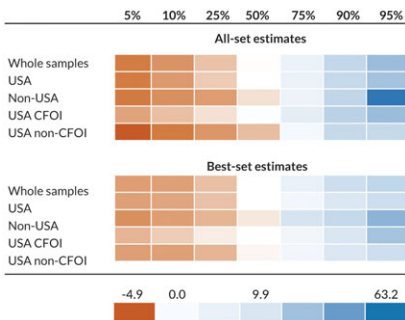 5% 10% 25% 50% 75% 90% 95%
All-set estimates
Whole samples
USA
Non-USA
USA CFOI
USA non-CFOI
Best-set estimates
Whole samples
USA
Non-USA
USA CFOI
USA non-CFOI
-4.9 0.0 9.9 63.2